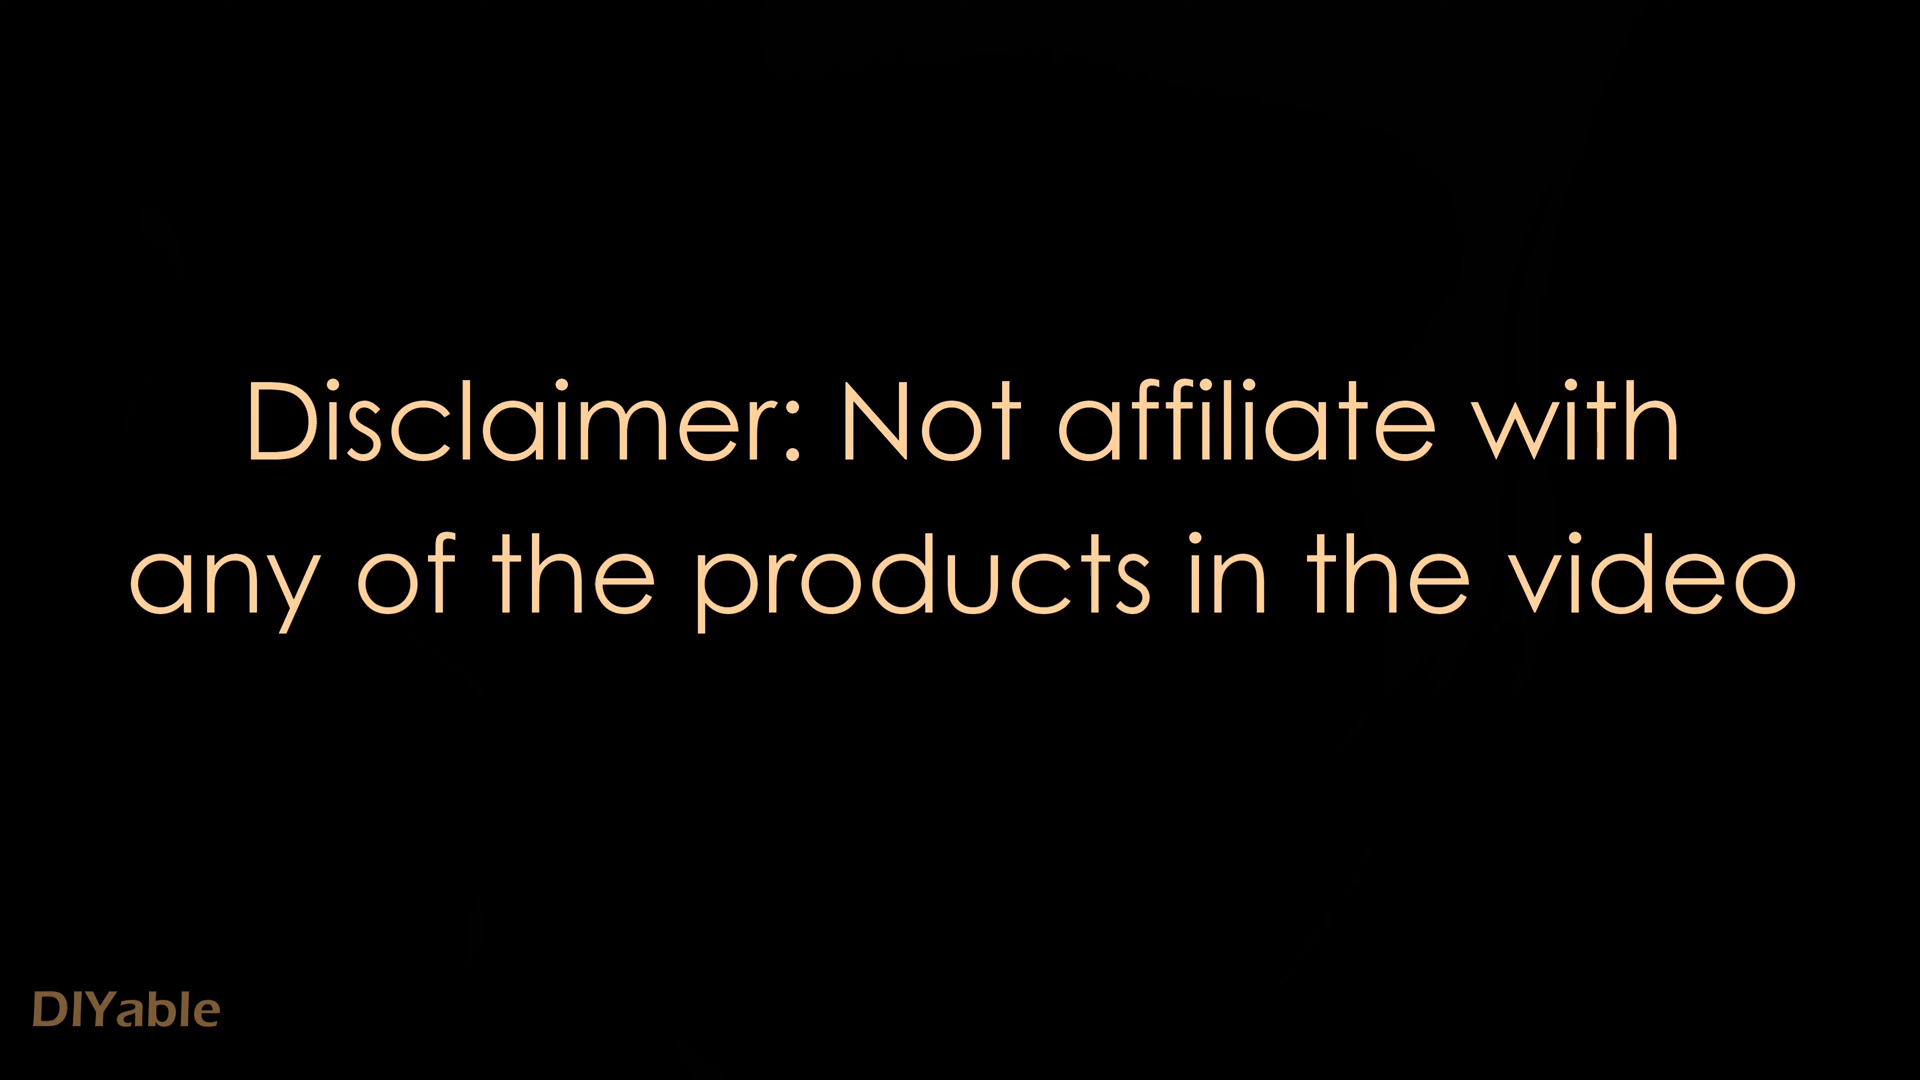 Disclaimer: Not affiliate with
any of the products in the video
DIYable